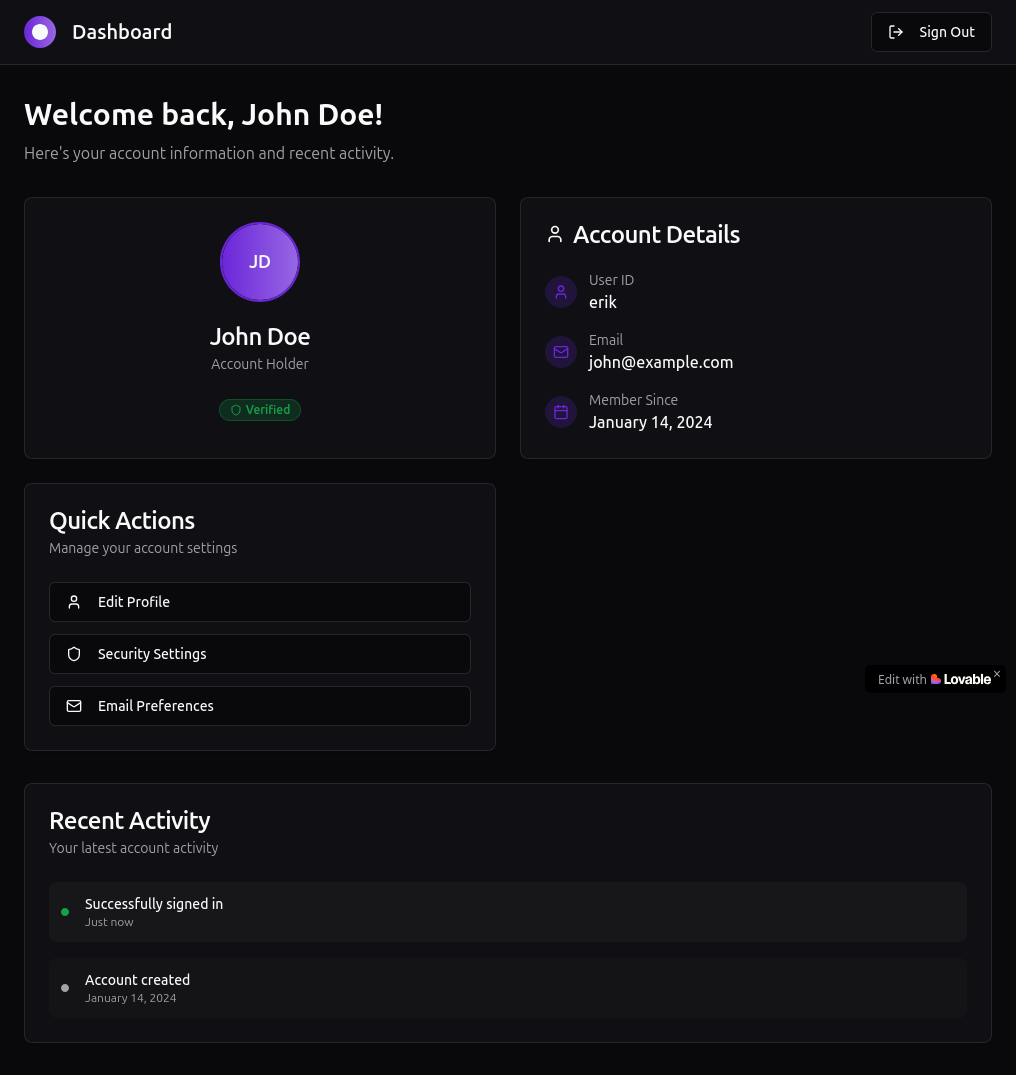 Dashboard
Sign Out
Welcome back, John Doe!
Here's your account information and recent activity.
JD
John Doe
Account Holder
Verified
Account Details
User ID
erik
Email
john@example.com
Member Since
January 14, 2024
Quick Actions
Manage your account settings
Edit Profile
Security Settings
Email Preferences
Edit with Lovable ×
Recent Activity
Your latest account activity
Successfully signed in
Just now
Account created
January 14, 2024